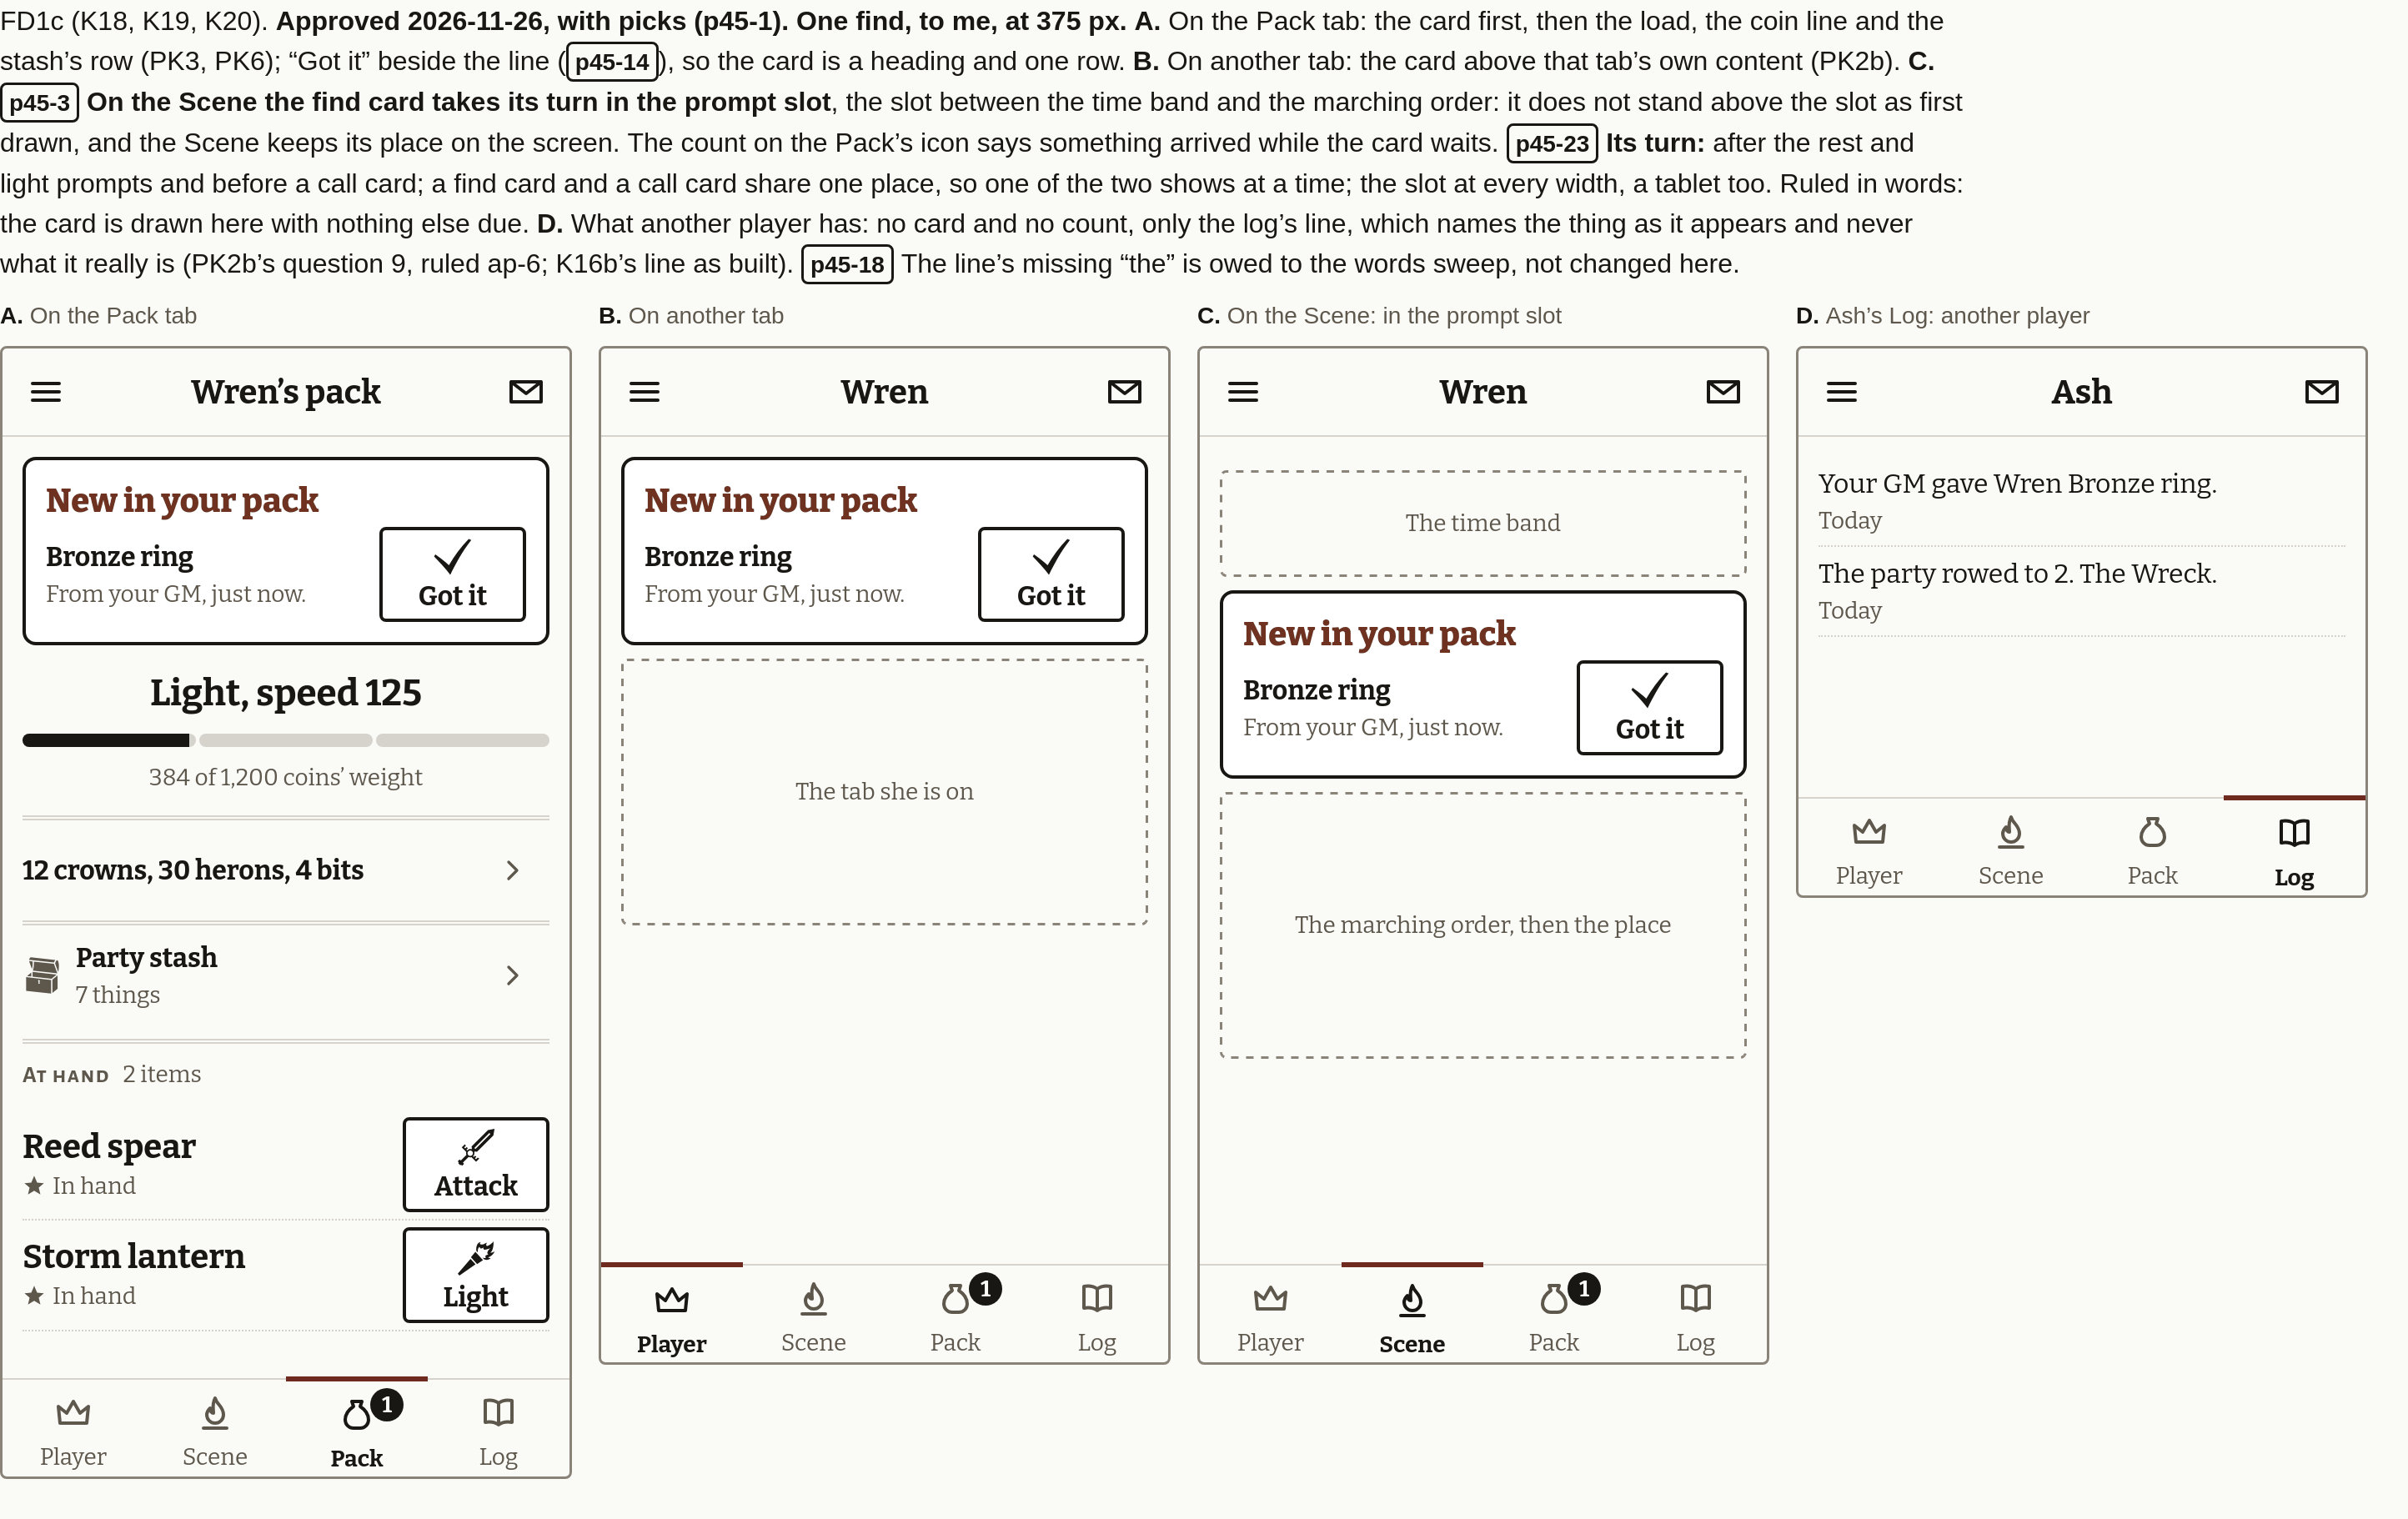 FD1c (K18, K19, K20). Approved 2026-11-26, with picks (p45-1). One find, to me, at 375 px. A. On the Pack tab: the card first, then the load, the coin line and the
stash’s row (PK3, PK6); “Got it” beside the line (p45-14), so the card is a heading and one row. B. On another tab: the card above that tab’s own content (PK2b). C.
p45-3 On the Scene the find card takes its turn in the prompt slot, the slot between the time band and the marching order: it does not stand above the slot as first
drawn, and the Scene keeps its place on the screen. The count on the Pack’s icon says something arrived while the card waits. p45-23 Its turn: after the rest and
light prompts and before a call card; a find card and a call card share one place, so one of the two shows at a time; the slot at every width, a tablet too. Ruled in words:
the card is drawn here with nothing else due. D. What another player has: no card and no count, only the log’s line, which names the thing as it appears and never
what it really is (PK2b’s question 9, ruled ap-6; K16b’s line as built). p45-18 The line’s missing “the” is owed to the words sweep, not changed here.
A. On the Pack tab
Wren’s pack
New in your pack
Bronze ring
From your GM, just now.
Got it
Light, speed 125
384 of 1,200 coins’ weight
12 crowns, 30 herons, 4 bits
Party stash
7 things
AT HAND 2 items
Reed spear
In hand
Attack
Storm lantern
In hand
Light
Player
Scene
1
Pack
Log
B. On another tab
Wren
New in your pack
Bronze ring
From your GM, just now.
Got it
The tab she is on
Player
Scene
1
Pack
Log
C. On the Scene: in the prompt slot
Wren
The time band
New in your pack
Bronze ring
From your GM, just now.
Got it
The marching order, then the place
Player
Scene
1
Pack
Log
D. Ash’s Log: another player
Ash
Your GM gave Wren Bronze ring.
Today
The party rowed to 2. The Wreck.
Today
Player
Scene
Pack
Log